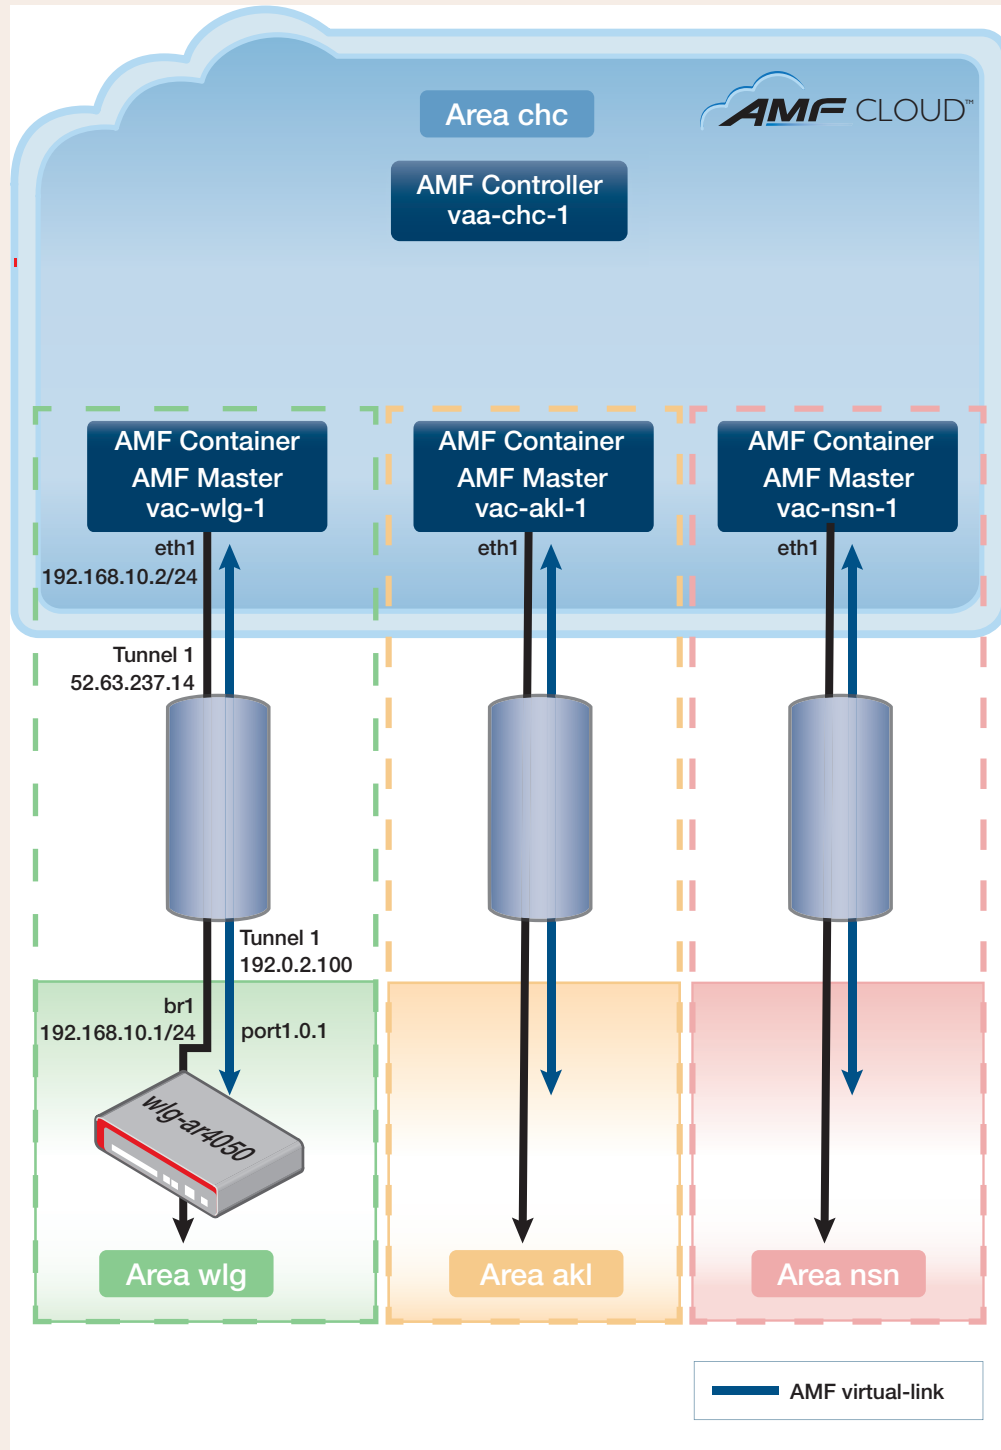 Area chc
AMF CLOUD™
AMF Controller
vaa-chc-1
AMF Container
AMF Master
vac-wlg-1
AMF Container
AMF Master
vac-akl-1
AMF Container
AMF Master
vac-nsn-1
eth1
192.168.10.2/24
eth1
eth1
Tunnel 1
52.63.237.14
Tunnel 1
192.0.2.100
br1
192.168.10.1/24
port1.0.1
wlg-ar4050
Area wlg
Area akl
Area nsn
AMF virtual-link